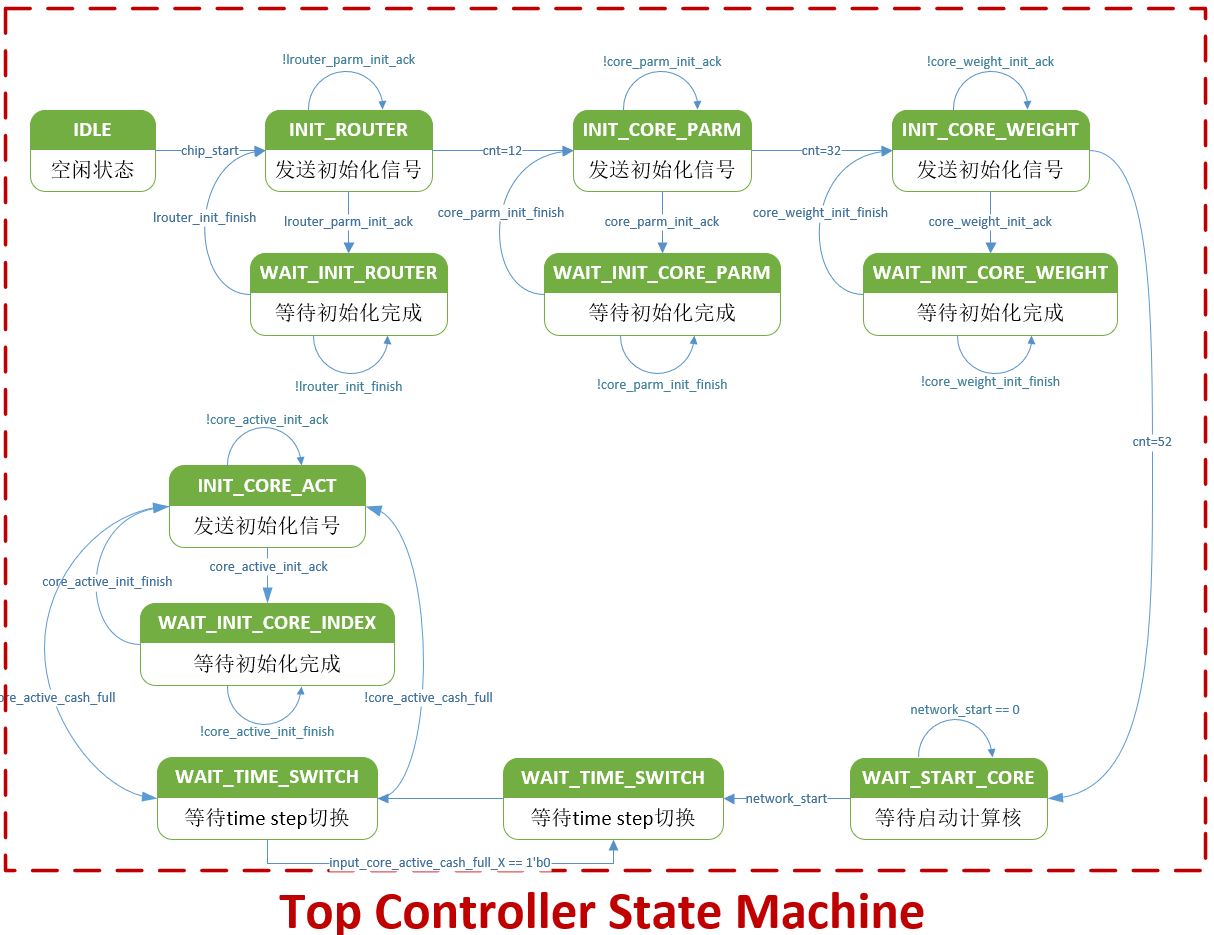 !lrouter_parm_init_ack
!core_parm_init_ack
!core_weight_init_ack
IDLE
空闲状态
chip_start
INIT_ROUTER
发送初始化信号
cnt=12
INIT_CORE_PARM
发送初始化信号
cnt=32
INIT_CORE_WEIGHT
发送初始化信号
lrouter_init_finish
lrouter_parm_init_ack
core_parm_init_finish
core_parm_init_ack
core_weight_init_finish
core_weight_init_ack
WAIT_INIT_ROUTER
等待初始化完成
WAIT_INIT_CORE_PARM
等待初始化完成
WAIT_INIT_CORE_WEIGHT
等待初始化完成
!lrouter_init_finish
!core_parm_init_finish
!core_weight_init_finish
!core_active_init_ack
cnt=52
INIT_CORE_ACT
发送初始化信号
core_active_init_ack
core_active_init_finish
WAIT_INIT_CORE_INDEX
等待初始化完成
ore_active_cash_full
!core_active_cash_full
!core_active_init_finish
network_start == 0
WAIT_TIME_SWITCH
等待time step切换
WAIT_TIME_SWITCH
等待time step切换
network_start
WAIT_START_CORE
等待启动计算核
input_core_active_cash_full_X == 1'b0
Top Controller State Machine